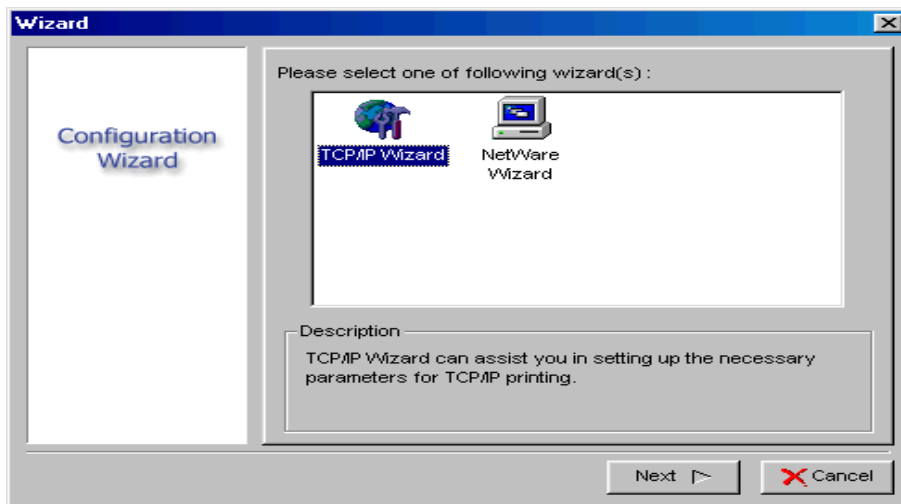 Wizard
Configuration
Wizard
Please select one of following wizard(s) :
TCP/IP Wizard
NetWare
Wizard
Description
TCP/IP Wizard can assist you in setting up the necessary
parameters for TCP/IP printing.
Next
Cancel